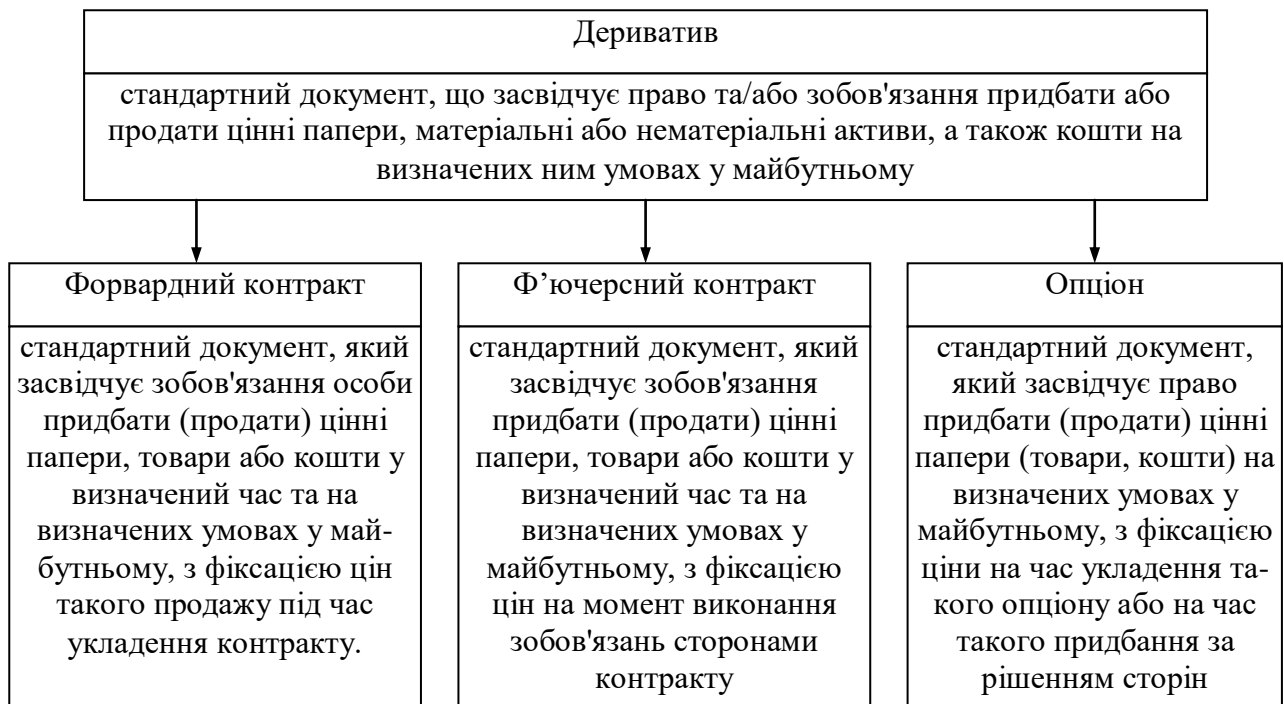 Дериватив
стандартний документ, що засвідчує право та/або зобов'язання придбати або
продати цінні папери, матеріальні або нематеріальні активи, а також кошти на
визначених ним умовах у майбутньому
Форвардний контракт
стандартний документ, який
засвідчує зобов'язання особи
придбати (продати) цінні
папери, товари або кошти у
визначений час та на
визначених умовах у май-
бутньому, з фіксацією цін
такого продажу під час
укладення контракту.
Ф’ючерсний контракт
стандартний документ, який
засвідчує зобов'язання
придбати (продати) цінні
папери, товари або кошти у
визначений час та на
визначених умовах у
майбутньому, з фіксацією
цін на момент виконання
зобов'язань сторонами
контракту
Опціон
стандартний документ,
який засвідчує право
придбати (продати) цінні
папери (товари, кошти) на
визначених умовах у
майбутньому, з фіксацією
ціни на час укладення та-
кого опціону або на час
такого придбання за
рішенням сторін